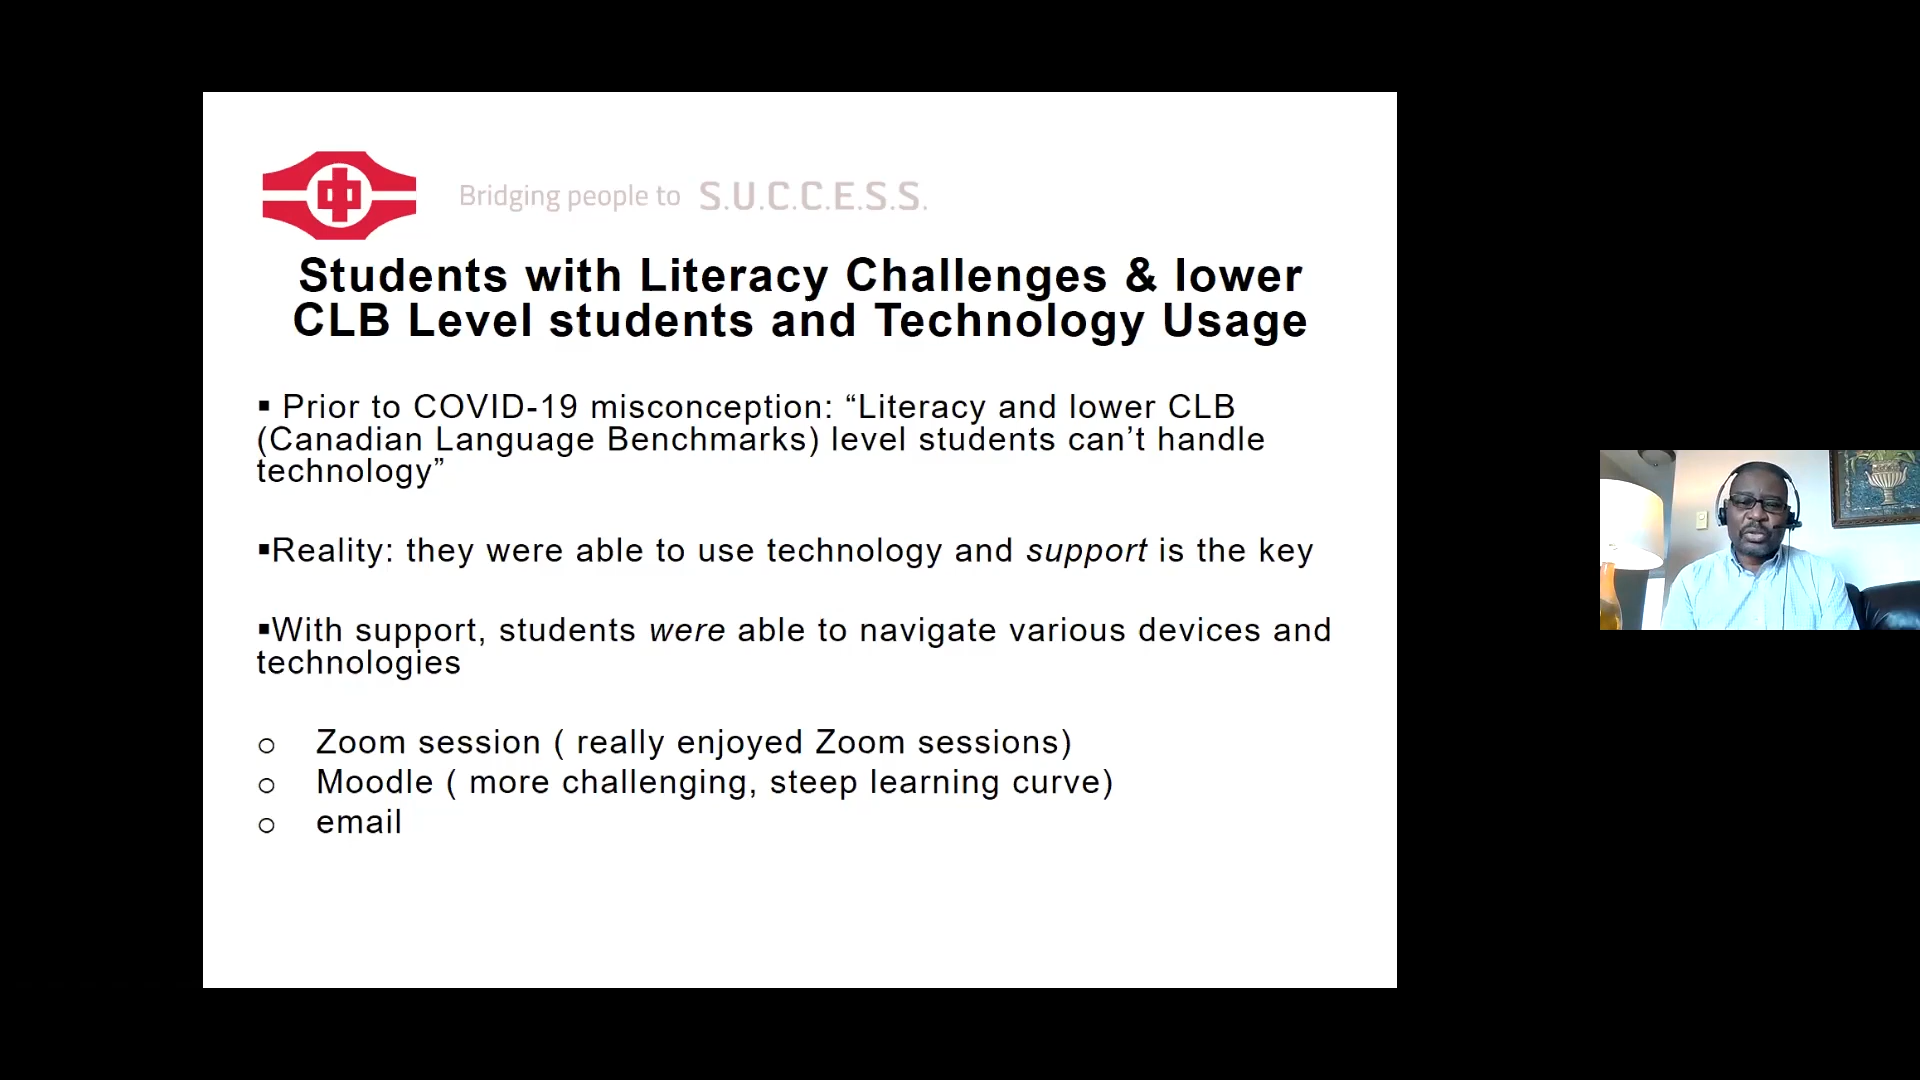 中
Bridging people to S.U.C.C.E.S.S.
Students with Literacy Challenges & lower
CLB Level students and Technology Usage
▪ Prior to COVID-19 misconception: “Literacy and lower CLB
(Canadian Language Benchmarks) level students can’t handle
technology”
▪Reality: they were able to use technology and support is the key
▪With support, students were able to navigate various devices and
technologies
o Zoom session ( really enjoyed Zoom sessions)
o Moodle ( more challenging, steep learning curve)
o email